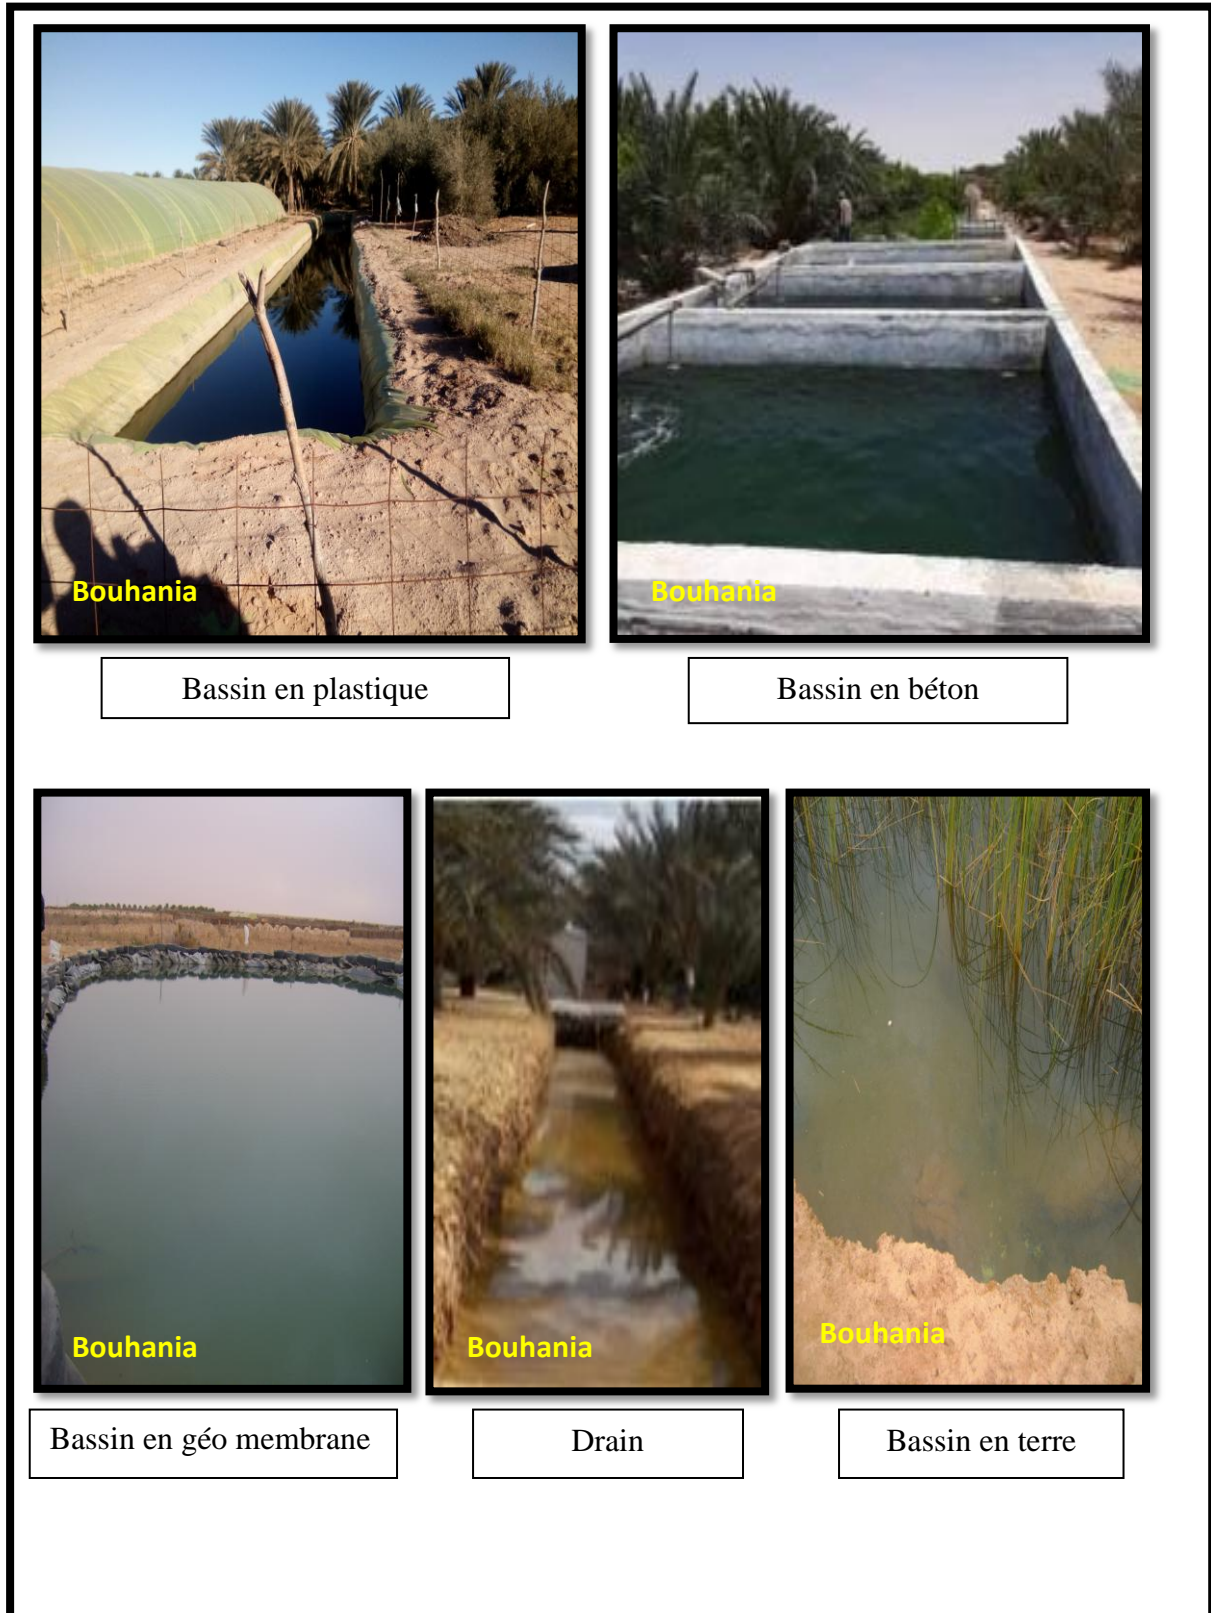 Bouhania
Bouhania
Bassin en plastique
Bassin en béton
Bouhania
Bouhania
Bouhania
Bassin en géo membrane
Drain
Bassin en terre